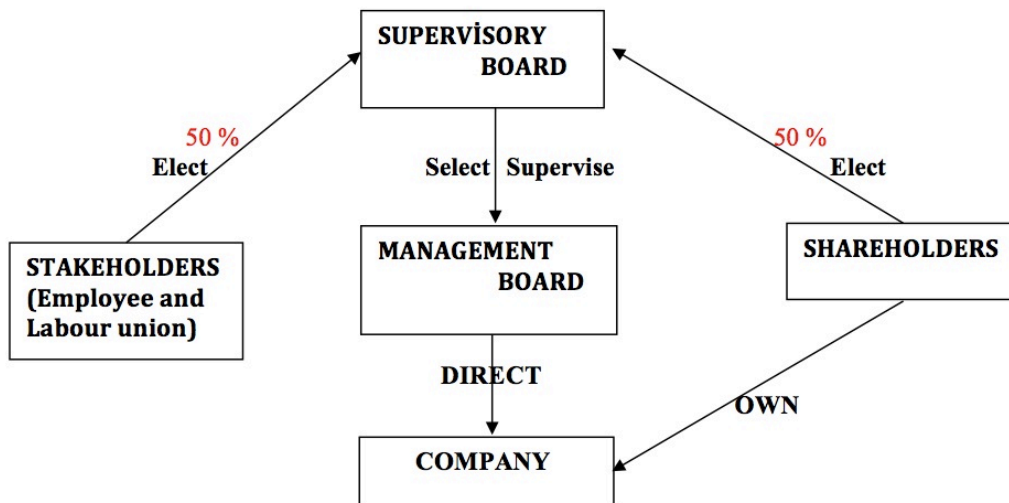 SUPERVİSORY
BOARD
50 %
Elect
50 %
Elect
Select Supervise
STAKEHOLDERS
(Employee and
Labour union)
MANAGEMENT
BOARD
SHAREHOLDERS
DIRECT
OWN
COMPANY